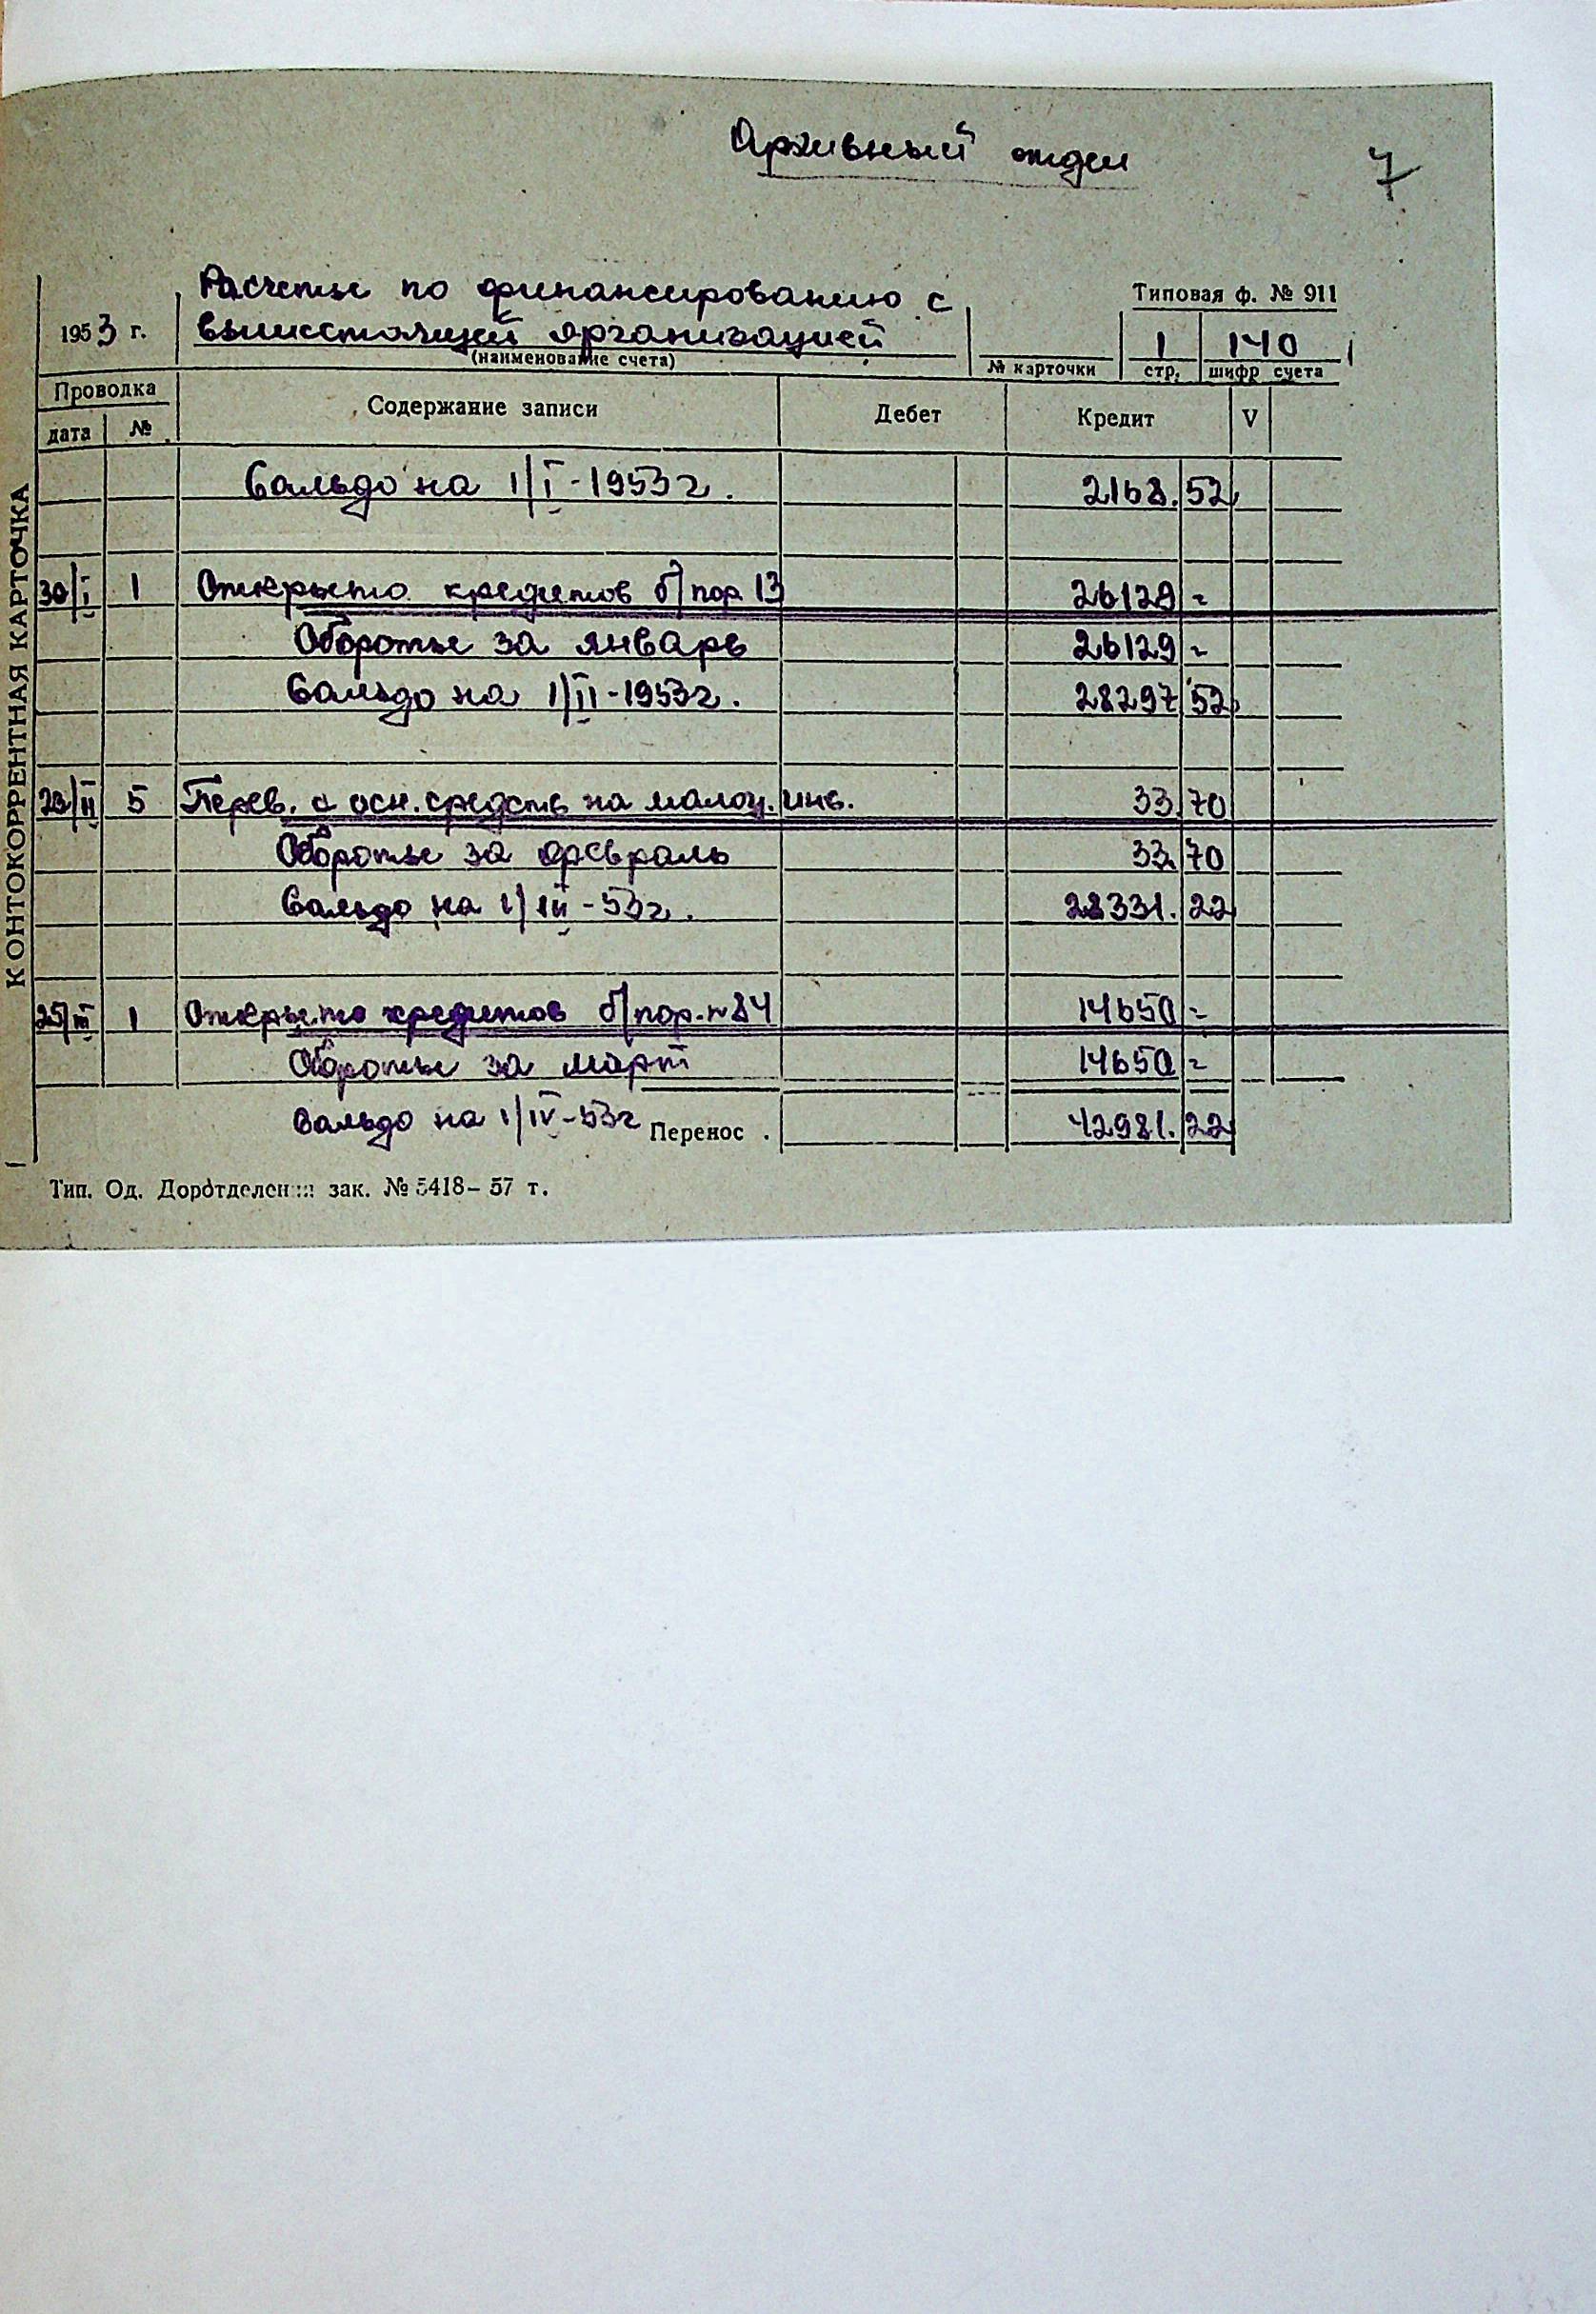 Архивный отдел
7
Расчеты по финансированию с
вышестоящей организацией
Типовая ф. № 911
1953 г.
(наименование счета)
№ карточки
1
стр.
140
шифр счета
КОНТОКОРРЕНТНАЯ КАРТОЧКА
Проводка
дата № Содержание записи Дебет Кредит V
Сальдо на 1/I-1953г. 2168.52
30/I 1 Открыто кредитов б/пор 13 26129 =
Обороты за январь 26129 =
Сальдо на 1/II-1953г. 28297 52
5 Перев. с осн. средств на малоц. инв. 33.70
Обороты за февраль 33.70
Сальдо на 1/III-53г. 28331.22
25/III 1 Открыто кредитов б/пор. №84 14650 =
Обороты за март 14650 =
Сальдо на 1/IV-53г Перенос . 42981.22
Тип. Од. Доротделения зак. № 5418-57 т.